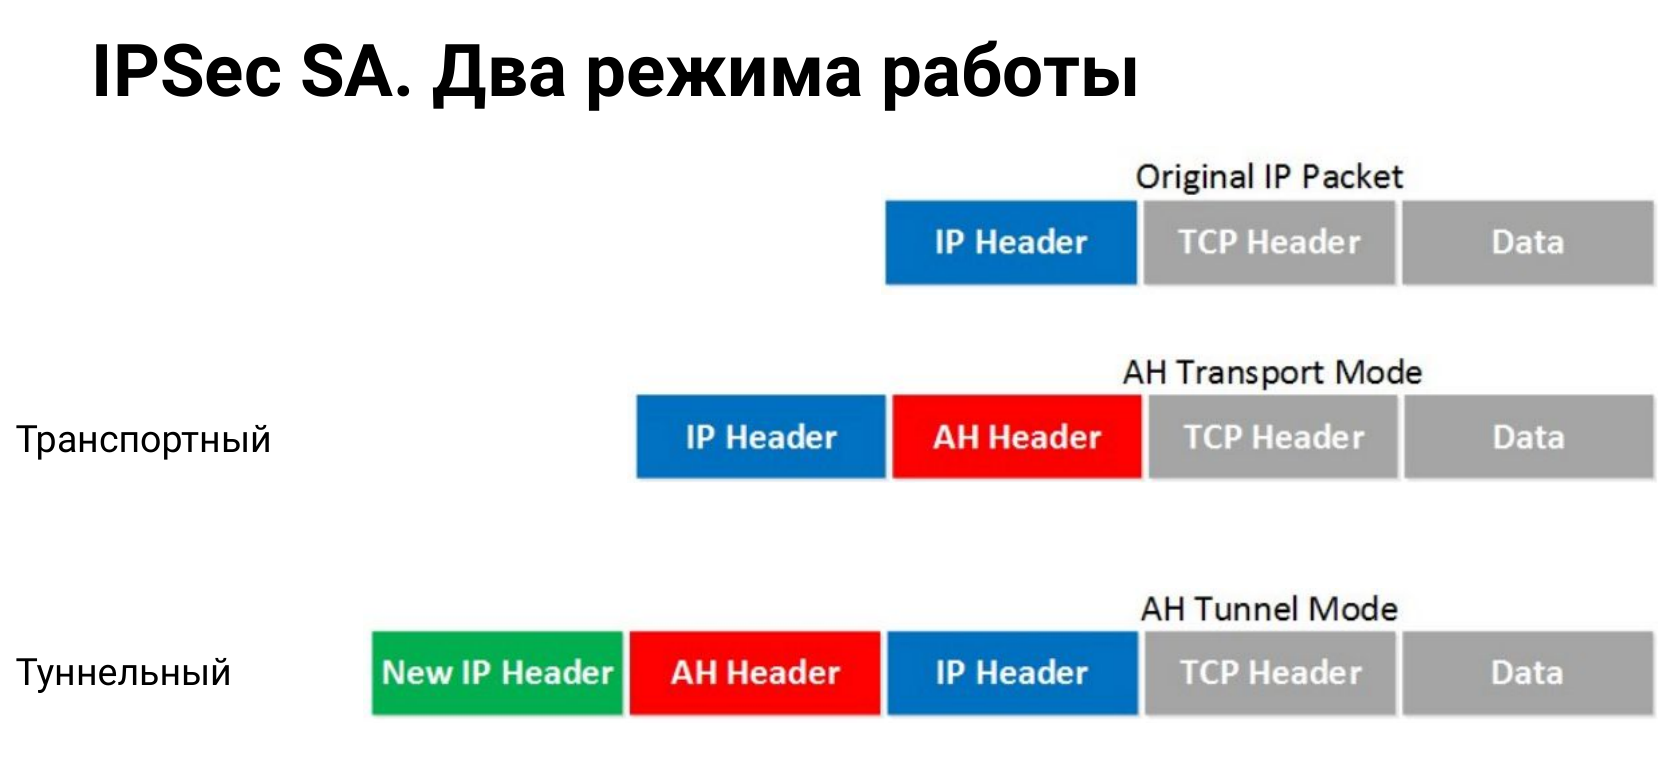 IPSec SA. Два режима работы
Original IP Packet
IP Header TCP Header Data
AH Transport Mode
Транспортный IP Header AH Header TCP Header Data
AH Tunnel Mode
Туннельный New IP Header AH Header IP Header TCP Header Data